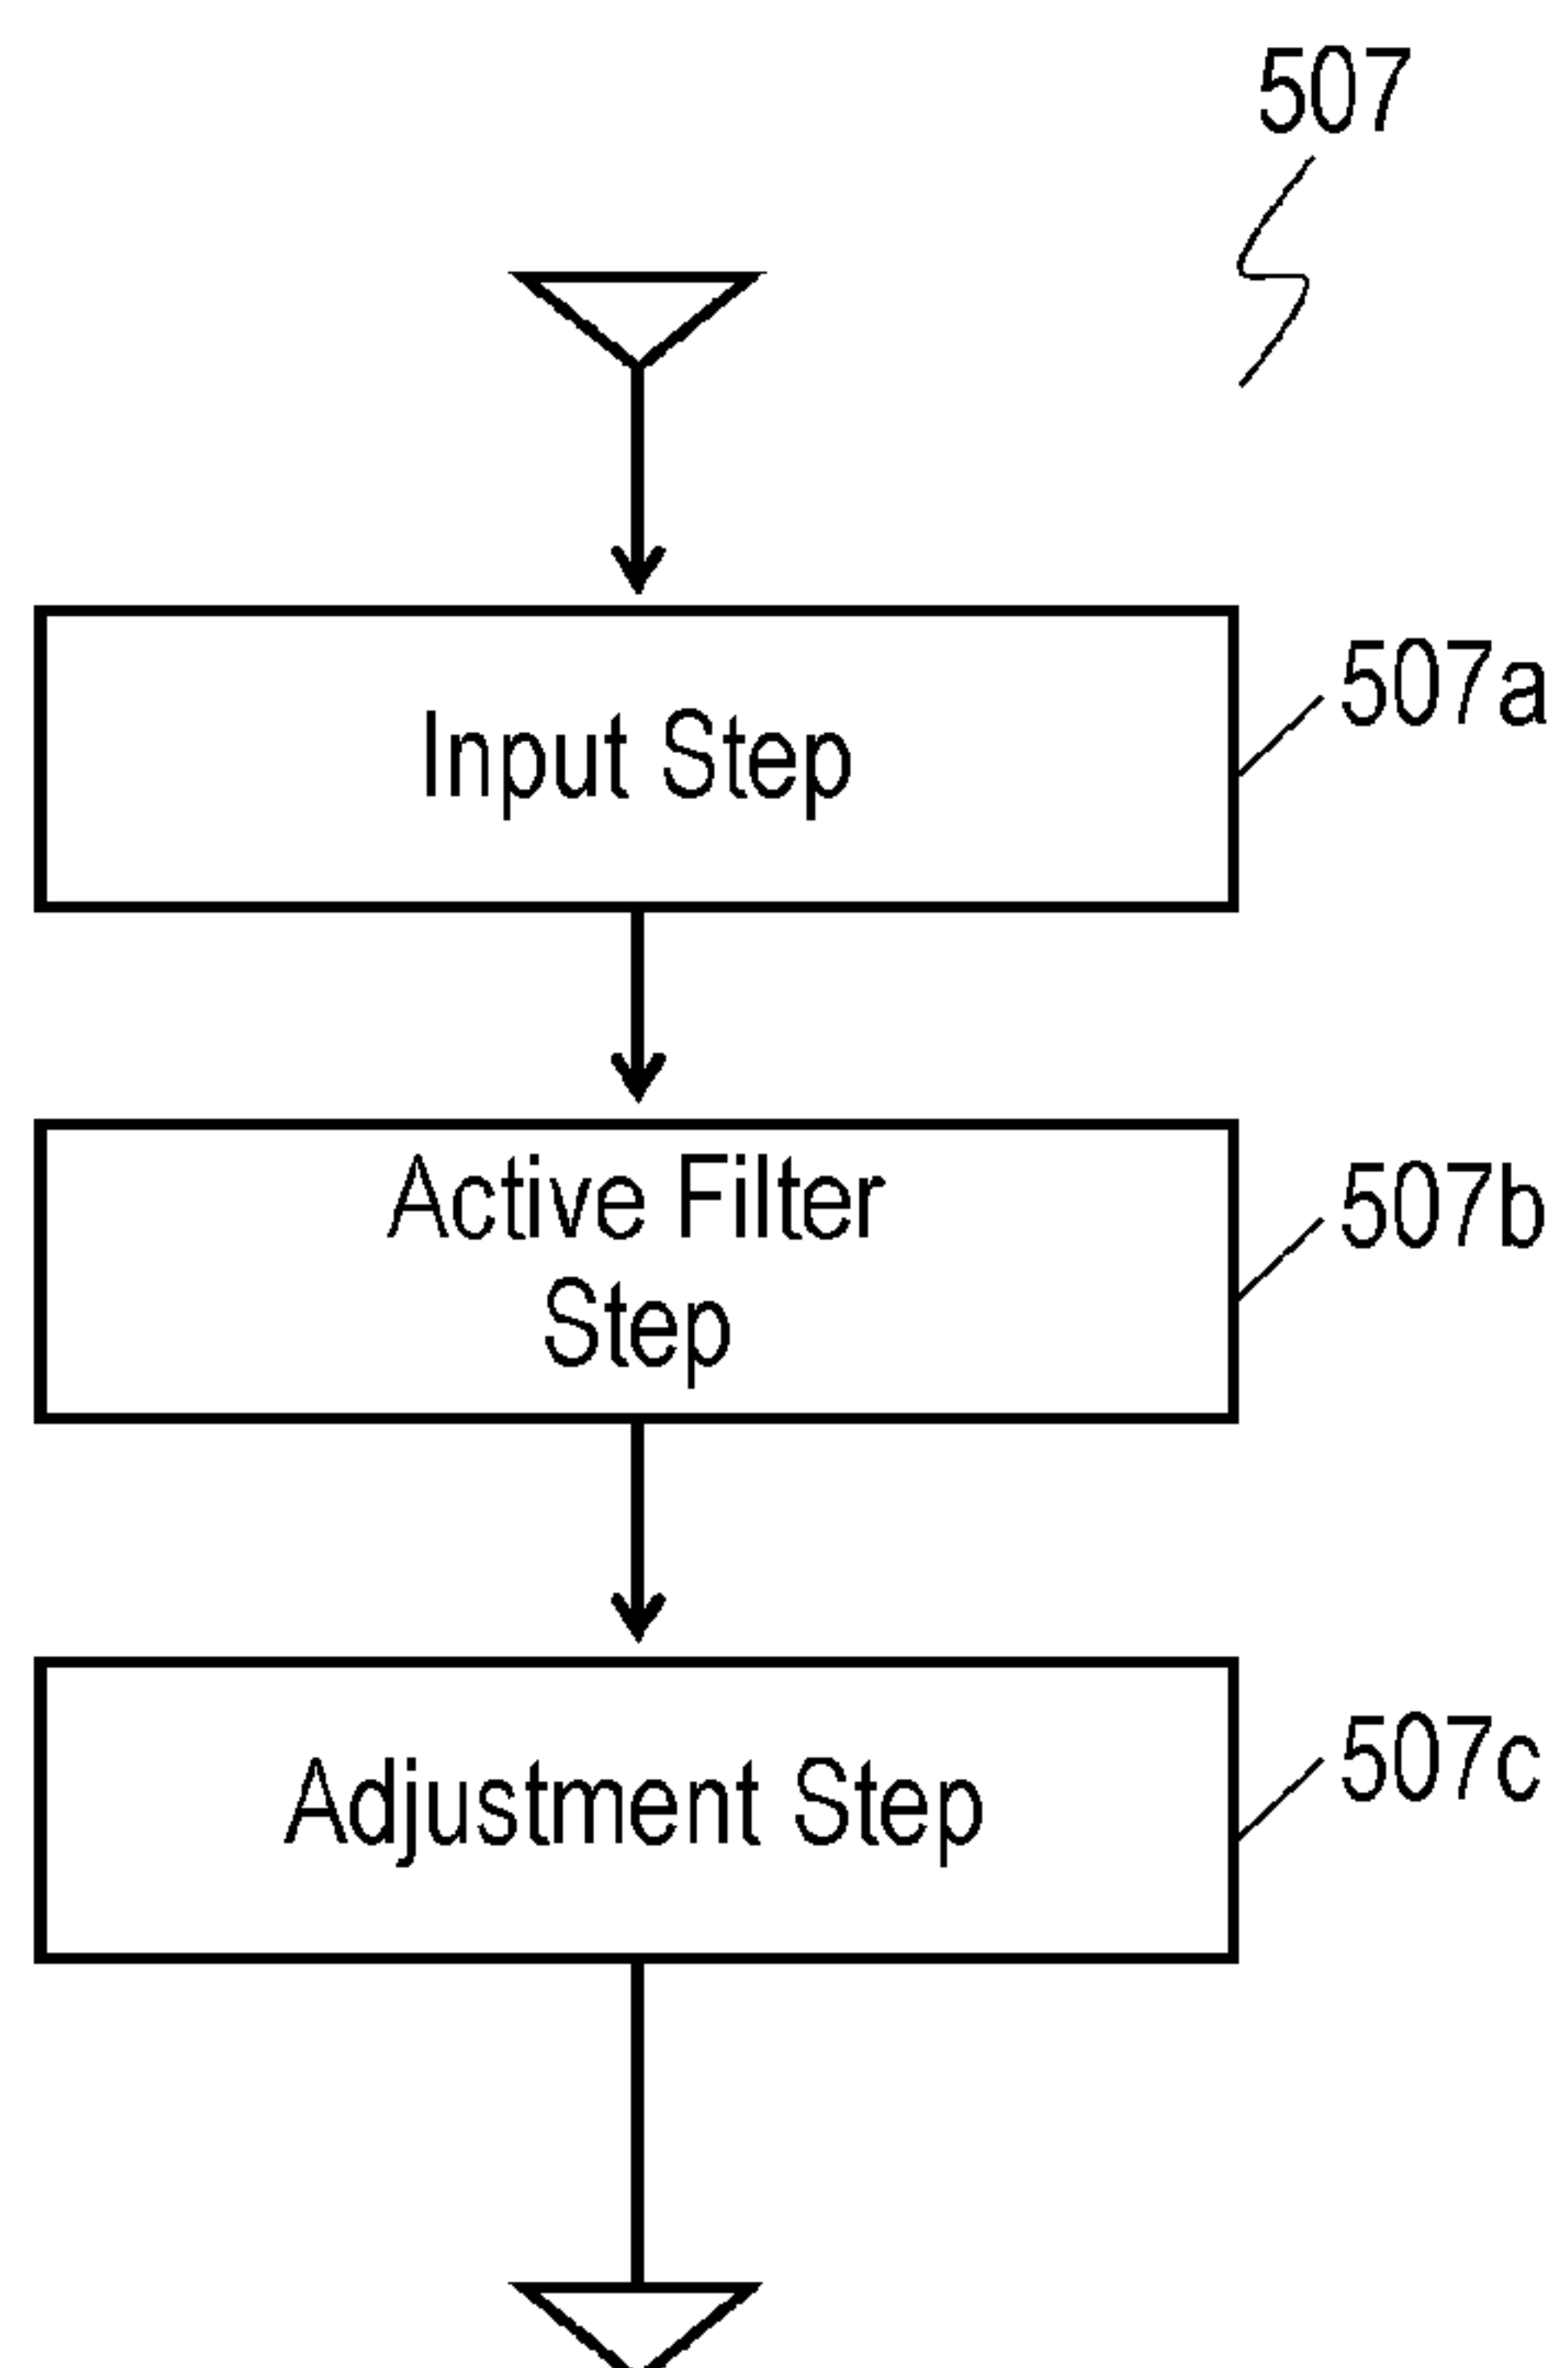 507
Input Step
507a
Active Filter
Step
507b
Adjustment Step
507c